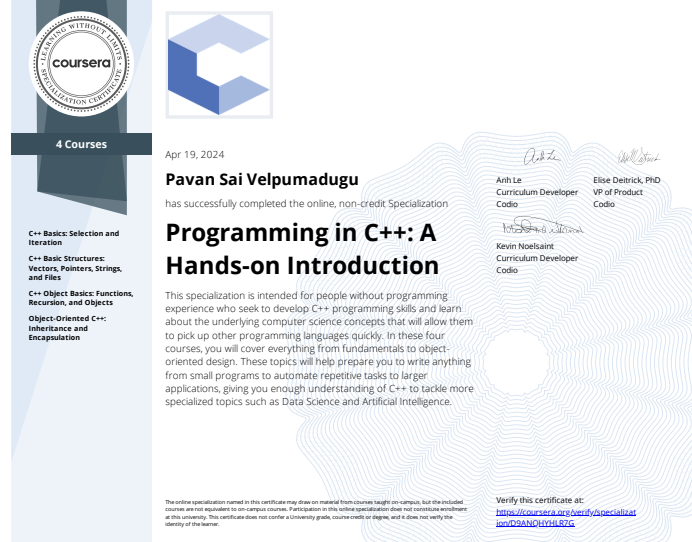 LEARNING WITHOUT LIMITS
coursera
SPECIALIZATION CERTIFICATE
4 Courses
C++ Basics: Selection and
Iteration
C++ Basic Structures:
Vectors, Pointers, Strings,
and Files
C++ Object Basics: Functions,
Recursion, and Objects
Object-Oriented C++:
Inheritance and
Encapsulation
Apr 19, 2024
Pavan Sai Velpumadugu
has successfully completed the online, non-credit Specialization
Programming in C++: A
Hands-on Introduction
This specialization is intended for people without programming
experience who seek to develop C++ programming skills and learn
about the underlying computer science concepts that will allow them
to pick up other programming languages quickly. In these four
courses, you will cover everything from fundamentals to object-
oriented design. These topics will help prepare you to write anything
from small programs to automate repetitive tasks to larger
applications, giving you enough understanding of C++ to tackle more
specialized topics such as Data Science and Artificial Intelligence.
Anh Le
Curriculum Developer
Codio
Elise Deitrick, PhD
VP of Product
Codio
Kevin Noelsaint
Curriculum Developer
Codio
The online specialization named in this certificate may draw on material from courses taught on-campus, but the included
courses are not equivalent to on-campus courses. Participation in this online specialization does not constitute enrollment
at this university. This certificate does not confer a University grade, course credit or degree, and it does not verify the
identity of the learner.
Verify this certificate at:
https://coursera.org/verify/specializat
ion/D9ANQHYHLR7G